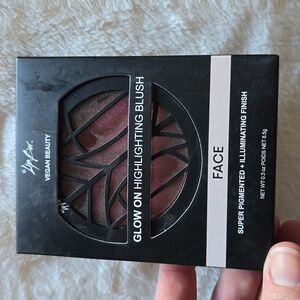 VEGAN BEAUTY
GLOW ON HIGHLIGHTING BLUSH
FACE
SUPER PIGMENTED + ILLUMINATING FINISH
NET WT 0.3 oz POIDS NET 8.5g